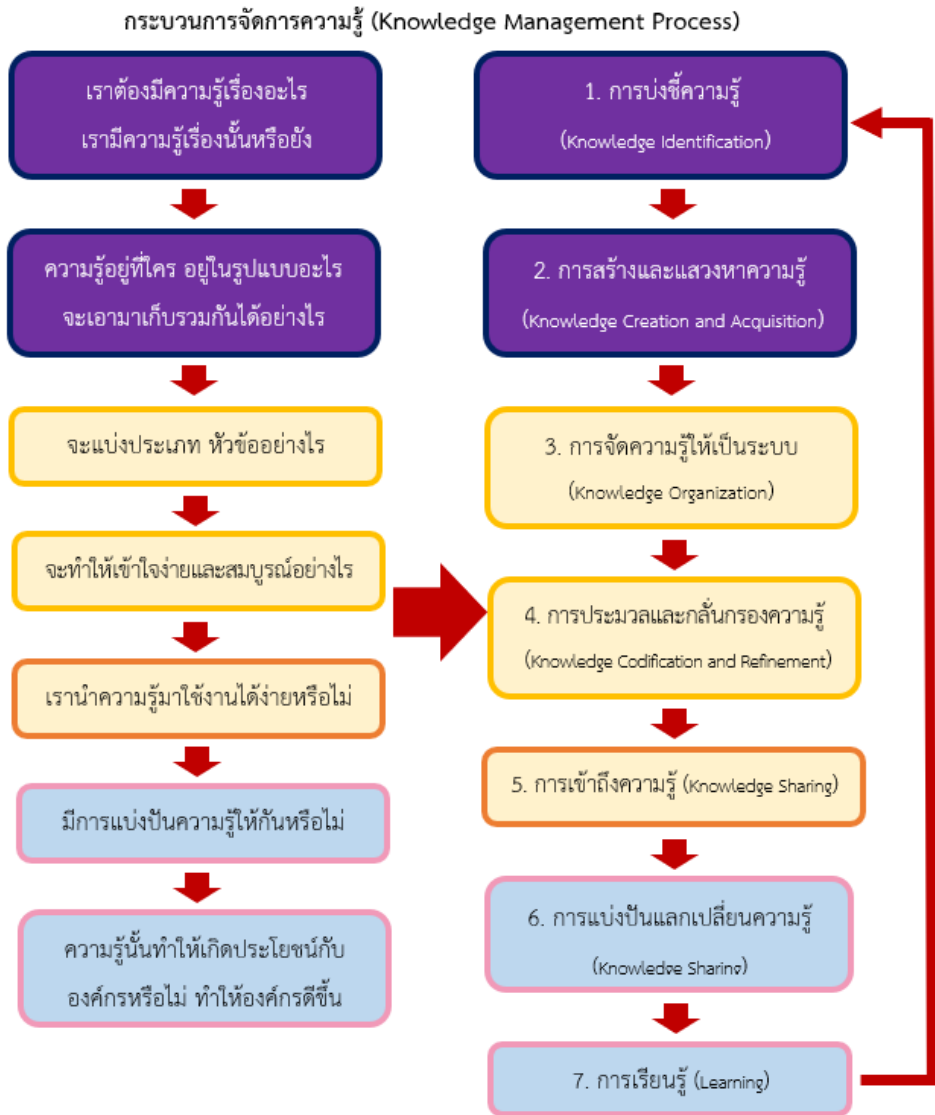 กระบวนการจัดการความรู้ (Knowledge Management Process)
เราต้องมีความรู้เรื่องอะไร
เรามีความรู้เรื่องนั้นหรือยัง
ความรู้อยู่ที่ใคร อยู่ในรูปแบบอะไร
จะเอามาเก็บรวมกันได้อย่างไร
จะแบ่งประเภท หัวข้ออย่างไร
จะทำให้เข้าใจง่ายและสมบูรณ์อย่างไร
เรานำความรู้มาใช้งานได้ง่ายหรือไม่
มีการแบ่งปันความรู้ให้กันหรือไม่
ความรู้นั้นทำให้เกิดประโยชน์กับ
องค์กรหรือไม่ ทำให้องค์กรดีขึ้น
1. การบ่งชี้ความรู้
(Knowledge Identification)
2. การสร้างและแสวงหาความรู้
(Knowledge Creation and Acquisition)
3. การจัดความรู้ให้เป็นระบบ
(Knowledge Organization)
4. การประมวลและกลั่นกรองความรู้
(Knowledge Codification and Refinement)
5. การเข้าถึงความรู้ (Knowledge Sharing)
6. การแบ่งปันแลกเปลี่ยนความรู้
(Knowledge Sharing)
7. การเรียนรู้ (Learning)